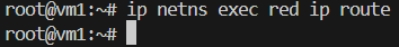 root@vm1:~# ip netns exec red ip route
root@vm1:~#